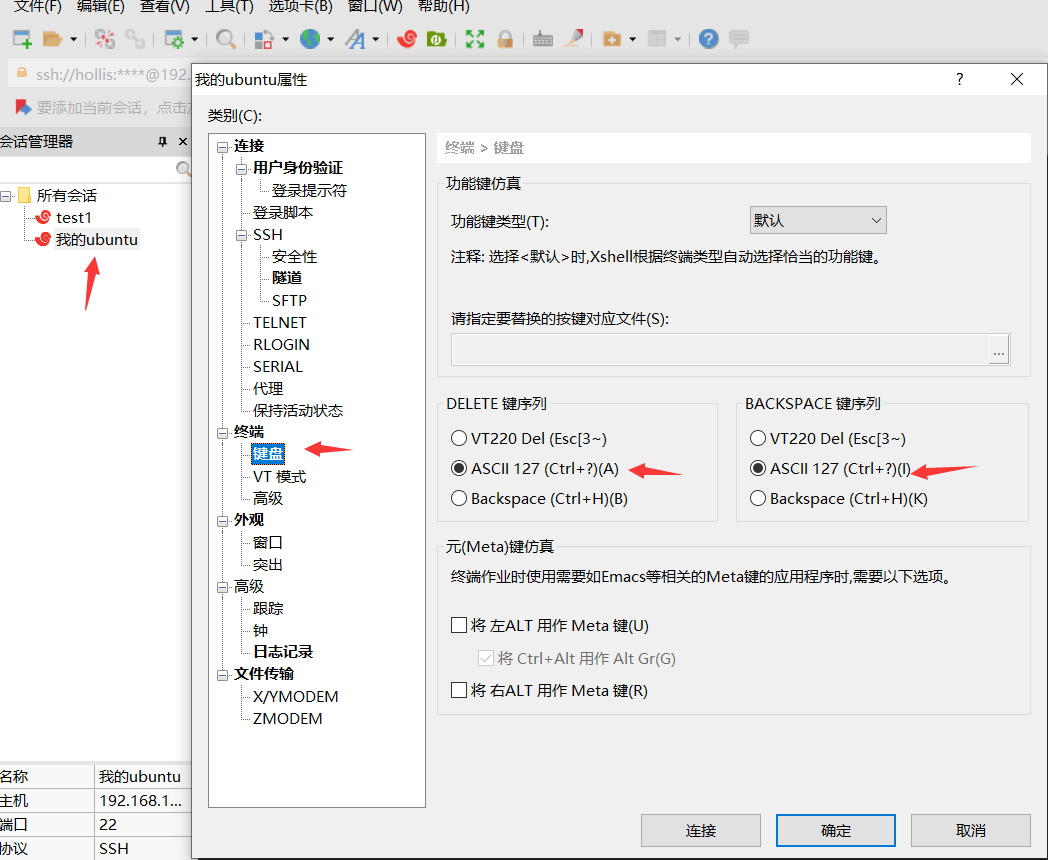 文件(F) 编辑(E) 查看(V) 工具(T) 选项卡(B) 窗口(W) 帮助(H)
ssh://hollis:****@192.
要添加当前会话，点击
会话管理器
所有会话
test1
我的ubuntu
名称 我的ubuntu
主机 192.168.1...
端口 22
协议 SSH
我的ubuntu属性
类别(C):
连接
用户身份验证
登录提示符
登录脚本
SSH
安全性
隧道
SFTP
TELNET
RLOGIN
SERIAL
代理
保持活动状态
终端
键盘
VT 模式
高级
外观
窗口
突出
高级
跟踪
钟
日志记录
文件传输
X/YMODEM
ZMODEM
终端 > 键盘
功能键仿真
功能键类型(T): 默认
注释: 选择<默认>时,Xshell根据终端类型自动选择恰当的功能键。
请指定要替换的按键对应文件(S):
...
DELETE 键序列
VT220 Del (Esc[3~)
ASCII 127 (Ctrl+?)(A)
Backspace (Ctrl+H)(B)
BACKSPACE 键序列
VT220 Del (Esc[3~)
ASCII 127 (Ctrl+?)(I)
Backspace (Ctrl+H)(K)
元(Meta)键仿真
终端作业时使用需要如Emacs等相关的Meta键的应用程序时,需要以下选项。
将 左ALT 用作 Meta 键(U)
将 Ctrl+Alt 用作 Alt Gr(G)
将 右ALT 用作 Meta 键(R)
连接 确定 取消